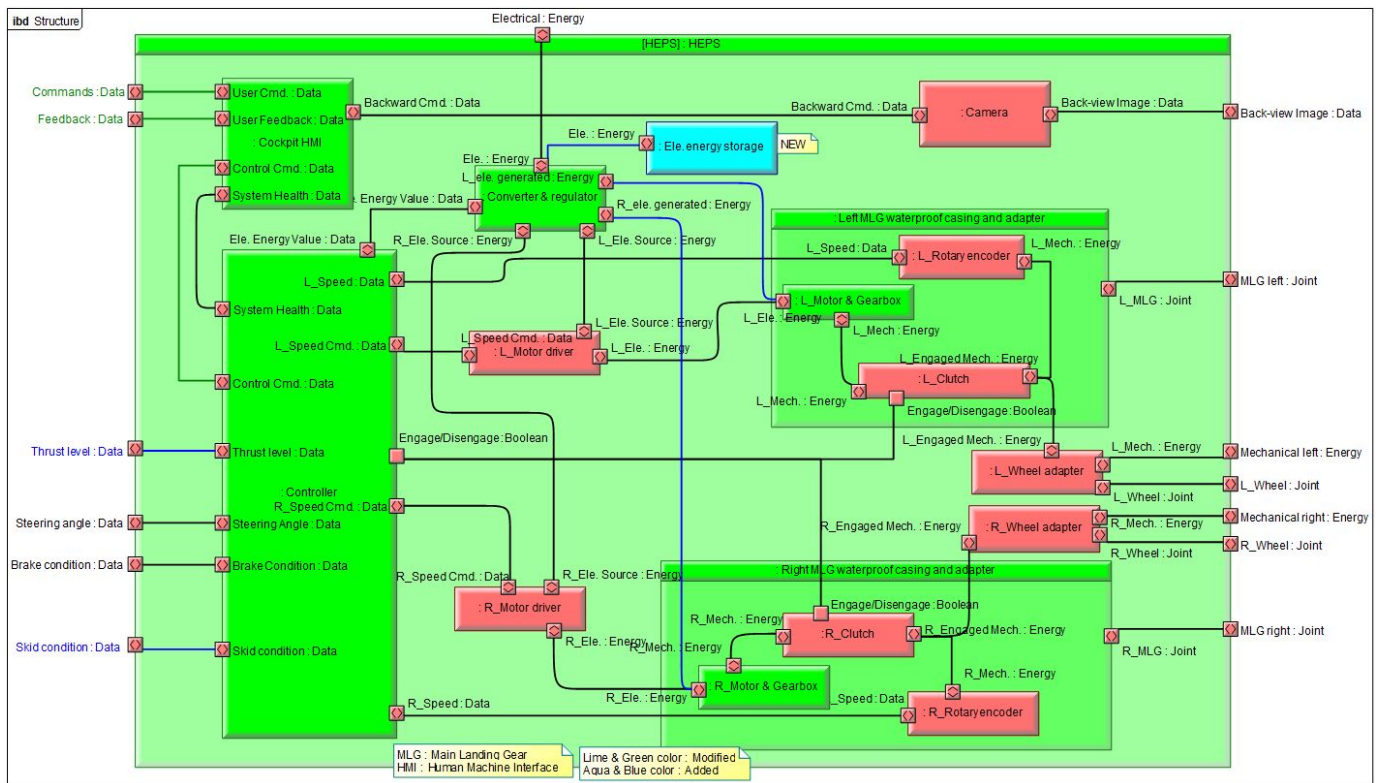 ibd Structure
Electrical : Energy
[HEPS] : HEPS
Commands : Data
User Cmd. : Data
Backward Cmd. : Data
Backward Cmd. : Data
: Camera
Back-view Image : Data
Back-view Image : Data
Feedback : Data
User Feedback : Data
: Cockpit HMI
Ele. : Energy
: Ele. energy storage
NEW
Control Cmd. : Data
Ele. : Energy
L_ele. generated : Energy
System Health : Data
. Energy Value : Data
: Converter & regulator
R_ele. generated : Energy
: Left MLG waterproof casing and adapter
Ele. Energy Value : Data
R_Ele. Source : Energy
L_Ele. Source : Energy
L_Speed : Data
L_Mech. : Energy
: L_Rotary encoder
L_Speed : Data
MLG left : Joint
L_MLG : Joint
System Health : Data
: L_Motor & Gearbox
L_Ele. : Energy
L_Mech : Energy
L_Ele. Source : Energy
L_Speed Cmd. : Data
L_Speed Cmd. : Data
: L_Motor driver
L_Ele. : Energy
L_Engaged Mech. : Energy
: L_Clutch
Control Cmd. : Data
L_Mech. : Energy
Engage/Disengage : Boolean
Engage/Disengage : Boolean
L_Engaged Mech. : Energy
Thrust level : Data
Thrust level : Data
L_Mech. : Energy
Mechanical left : Energy
: L_Wheel adapter
L_Wheel : Joint
L_Wheel : Joint
: Controller
R_Speed Cmd. : Data
Steering angle : Data
Steering Angle : Data
R_Engaged Mech. : Energy
: R_Wheel adapter
R_Mech. : Energy
Mechanical right : Energy
R_Wheel : Joint
R_Wheel : Joint
Brake condition : Data
Brake Condition : Data
R_Speed Cmd. : Data
R_Ele. Source : Energy
: Right MLG waterproof casing and adapter
: R_Motor driver
Engage/Disengage : Boolean
R_Mech. : Energy
:R_Clutch
R_Engaged Mech. : Energy
MLG right : Joint
R_MLG : Joint
Skid condition : Data
Skid condition : Data
R_Ele. : Energy
R_Mech. : Energy
R_Mech. : Energy
: R_Motor & Gearbox
R_Ele. : Energy
R_Speed : Data
L_Speed : Data
: R_Rotary encoder
MLG : Main Landing Gear
HMI : Human Machine Interface
Lime & Green color : Modified
Aqua & Blue color : Added